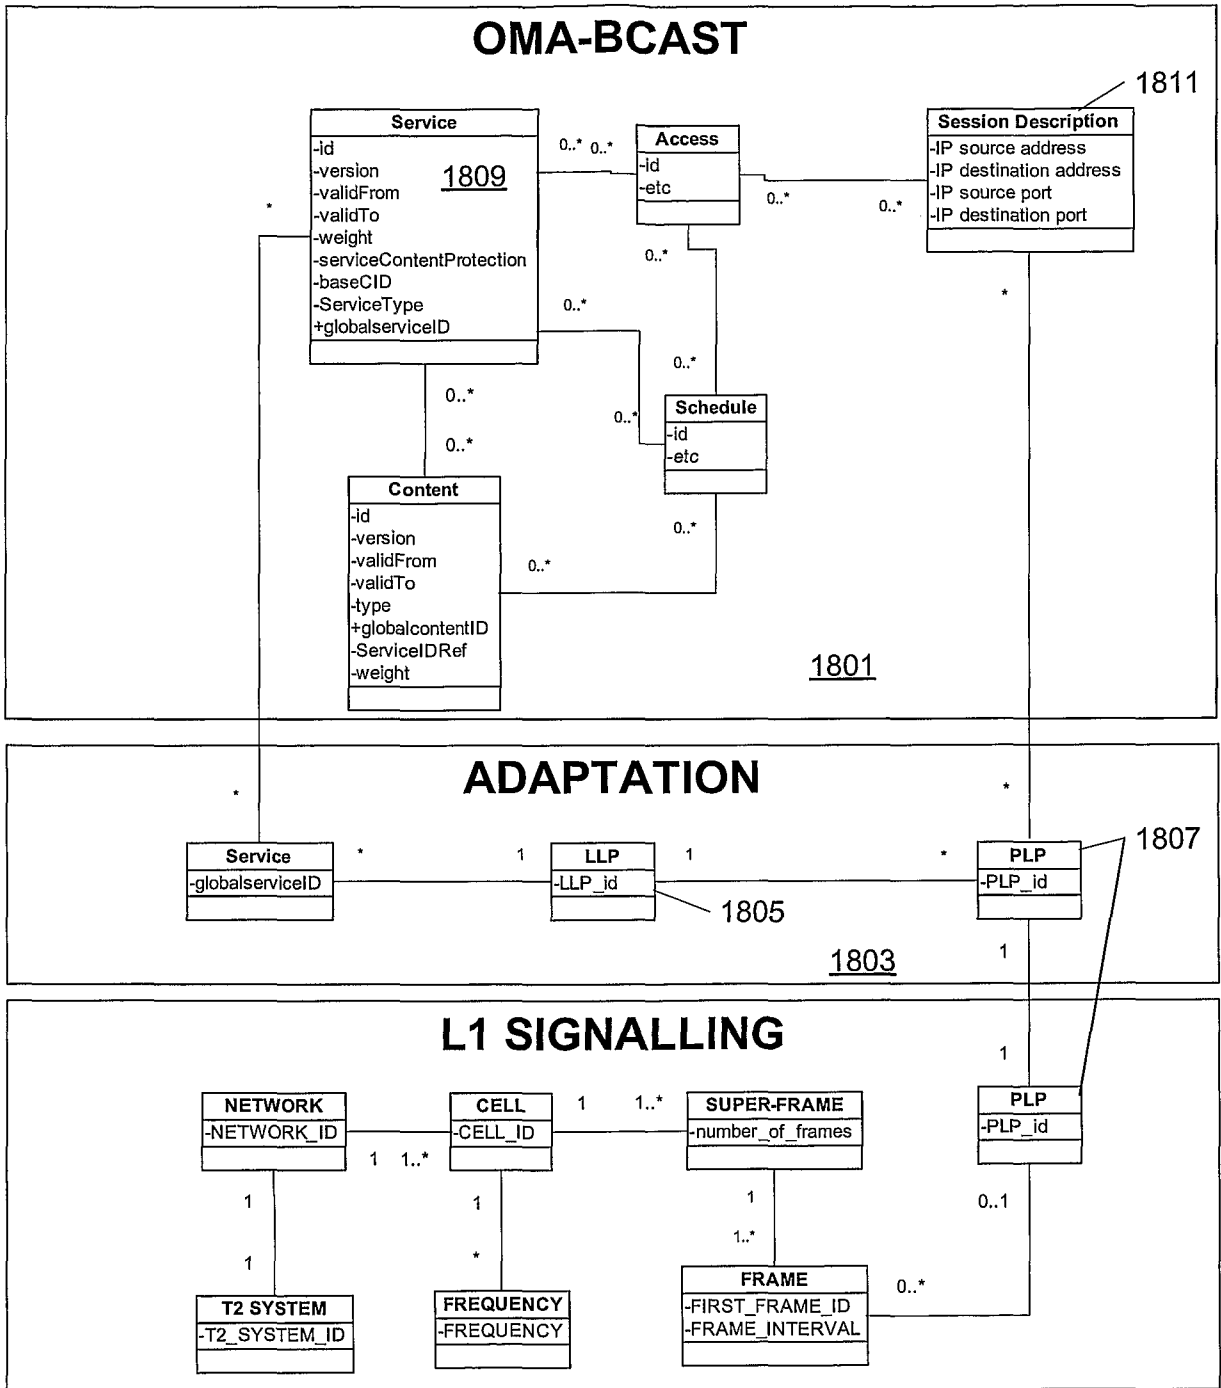 OMA-BCAST
1811
Service
-id
-version
-validFrom
-validTo
-weight
-serviceContentProtection
-baseCID
-ServiceType
+globalserviceID
1809
0..* 0..*
Access
-id
-etc
0..*
0..*
Session Description
-IP source address
-IP destination address
-IP source port
-IP destination port
*
0..*
*
0..*
0..*
0..*
0..*
Schedule
-id
-etc
0..*
0..*
Content
-id
-version
-validFrom
-validTo
-type
+globalcontentID
-ServiceIDRef
-weight
0..*
0..*
1801
ADAPTATION
*
*
1807
Service
-globalserviceID
*
1
LLP
-LLP_id
1
*
PLP
-PLP_id
1805
1803
1
L1 SIGNALLING
1
NETWORK
-NETWORK_ID
1
1..*
CELL
-CELL_ID
1
1..*
SUPER-FRAME
-number_of_frames
PLP
-PLP_id
1
1
1
0..1
1
*
1..*
0..*
T2 SYSTEM
-T2_SYSTEM_ID
FREQUENCY
-FREQUENCY
FRAME
-FIRST_FRAME_ID
-FRAME_INTERVAL